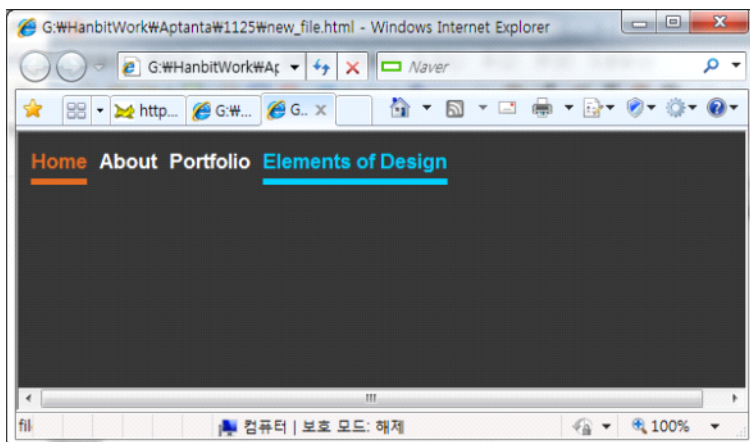 G:₩HanbitWork₩Aptanta₩1125₩new_file.html - Windows Internet Explorer
G:₩HanbitWork₩Ap Naver
http... G:₩... G..
Home About Portfolio Elements of Design
컴퓨터 | 보호 모드: 해제 100%